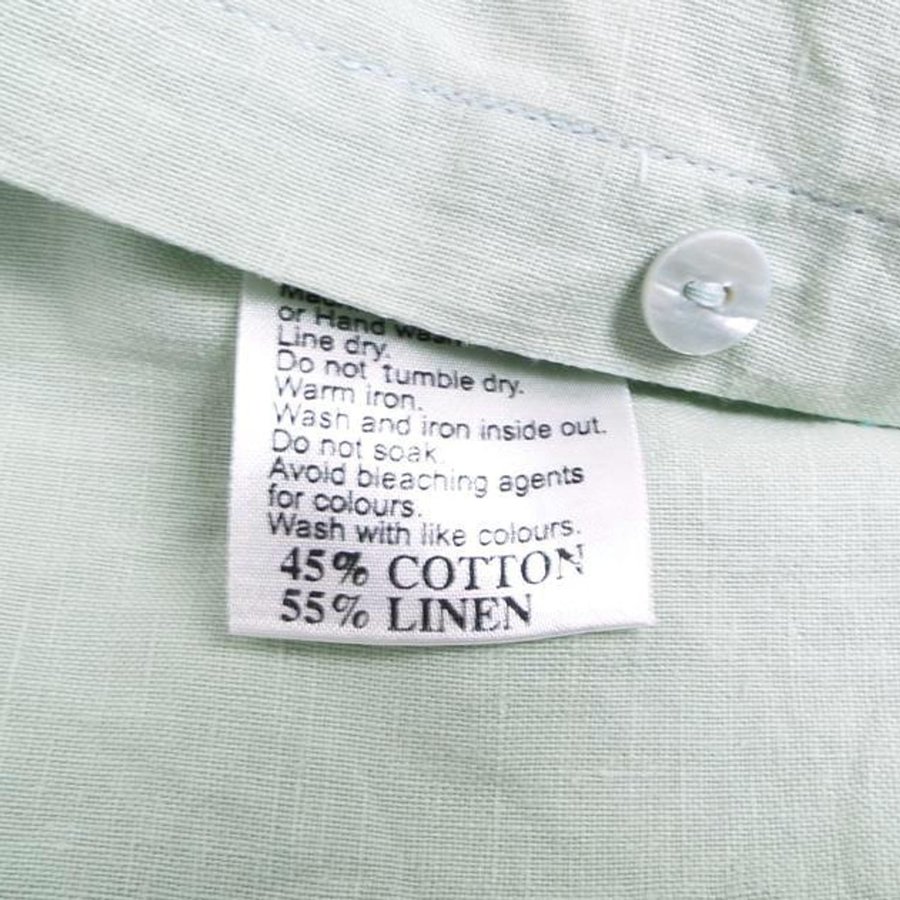 or Hand wash.
Line dry.
Do not tumble dry.
Warm iron.
Wash and iron inside out.
Do not soak.
Avoid bleaching agents
for colours.
Wash with like colours.
45% COTTON
55% LINEN